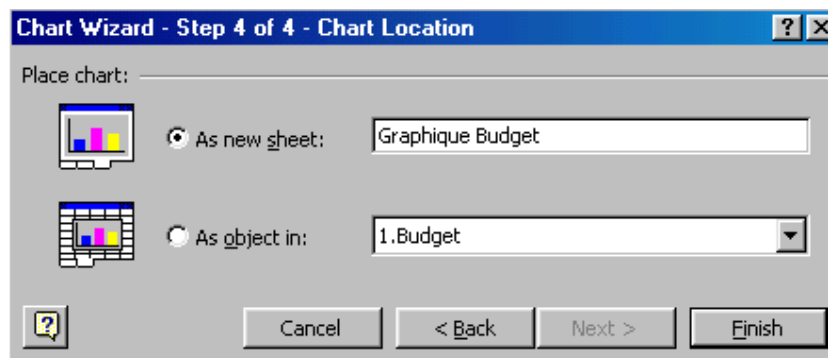 Chart Wizard - Step 4 of 4 - Chart Location
Place chart:
As new sheet: Graphique Budget
As object in: 1.Budget
Cancel < Back Next > Finish